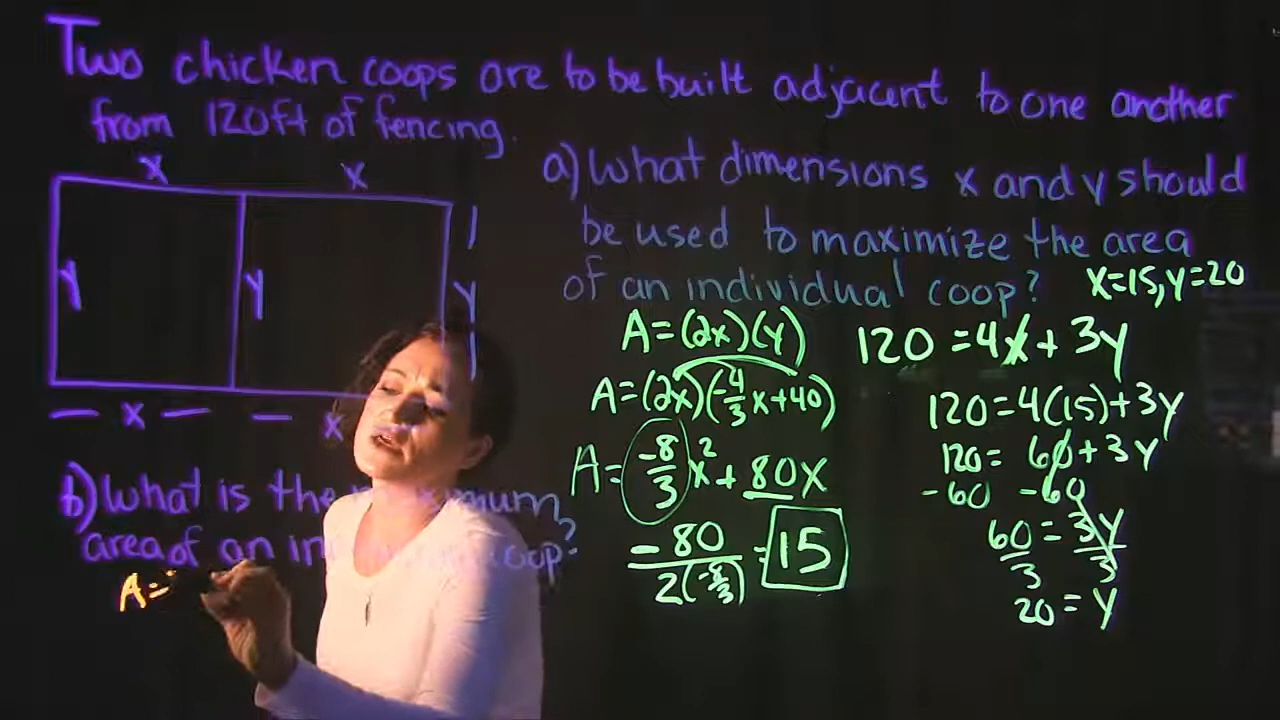 Two chicken coops are to be built adjacent to one another
from 120ft of fencing.
x x
y y y
x x
a) What dimensions x and y should
be used to maximize the area
of an individual coop? x=15, y=20
A=(2x)(y)
A=(2x)(-4/3x+40)
A=-8/3x²+80x
-80/2(-8/3)=15
120=4x+3y
120=4(15)+3y
120=60+3y
-60 -60
60/3=3y/3
20=y
b) What is the
area of an coop?
A=